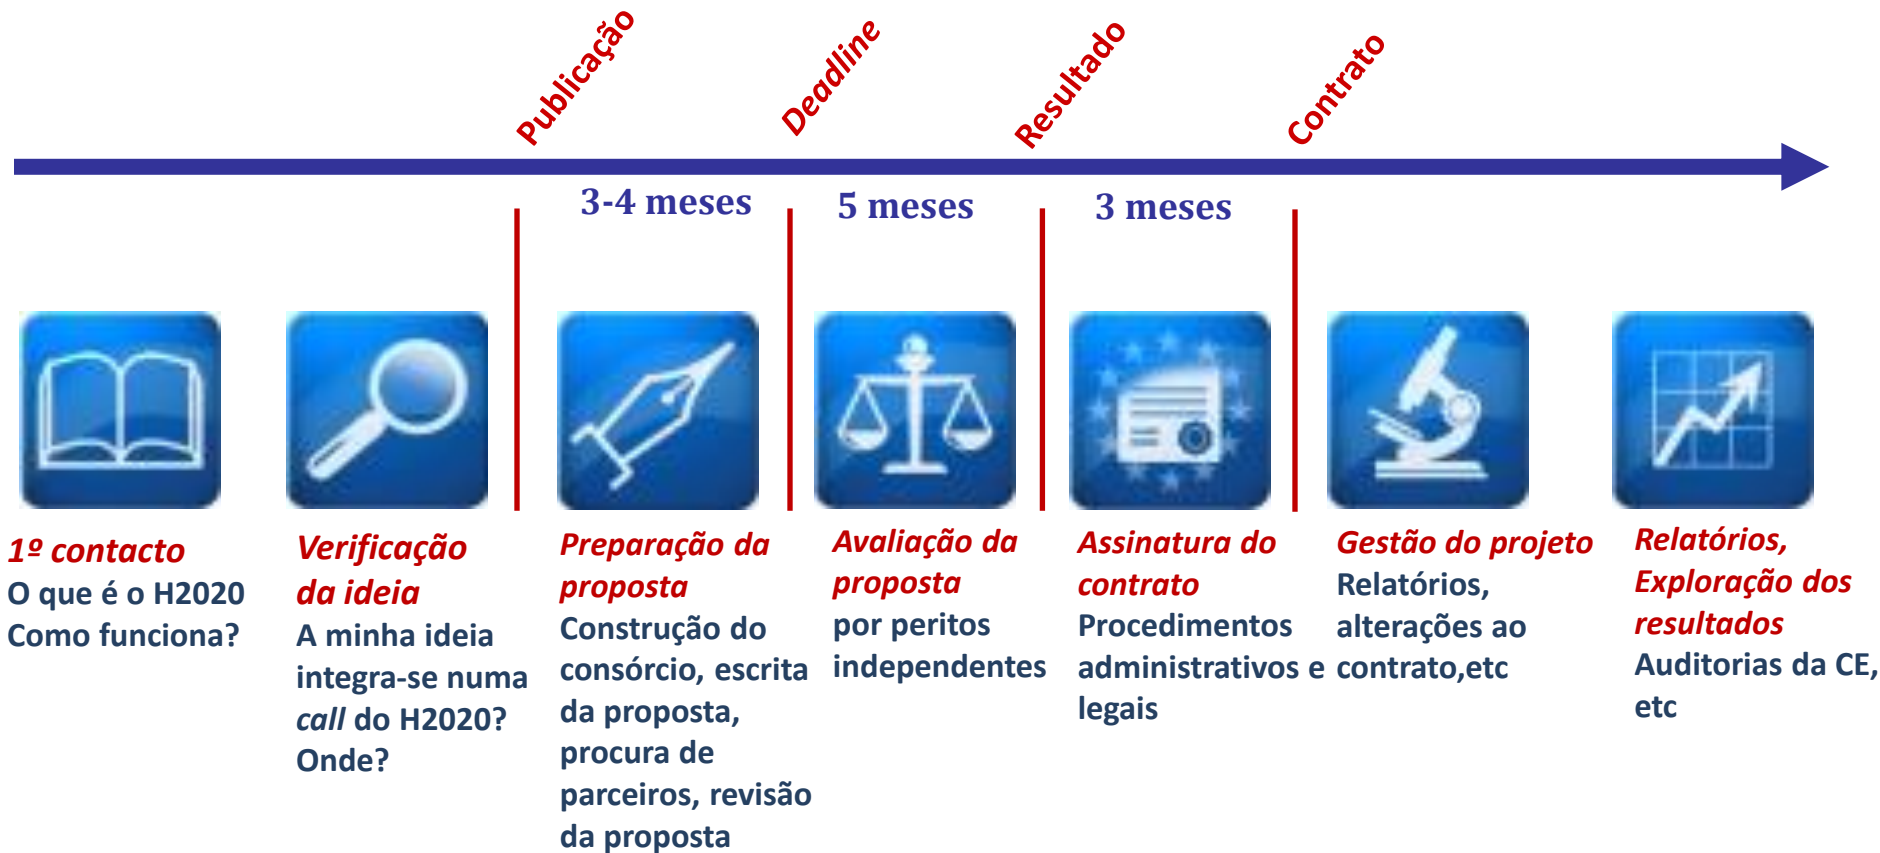 Publicação
Deadline
Resultado
Contrato
3-4 meses
5 meses
3 meses
1º contacto
O que é o H2020
Como funciona?
Verificação
da ideia
A minha ideia
integra-se numa
call do H2020?
Onde?
Preparação da
proposta
Construção do
consórcio, escrita
da proposta,
procura de
parceiros, revisão
da proposta
Avaliação da
proposta
por peritos
independentes
Assinatura do
contrato
Procedimentos
administrativos e
legais
Gestão do projeto
Relatórios,
alterações ao
contrato,etc
Relatórios,
Exploração dos
resultados
Auditorias da CE,
etc